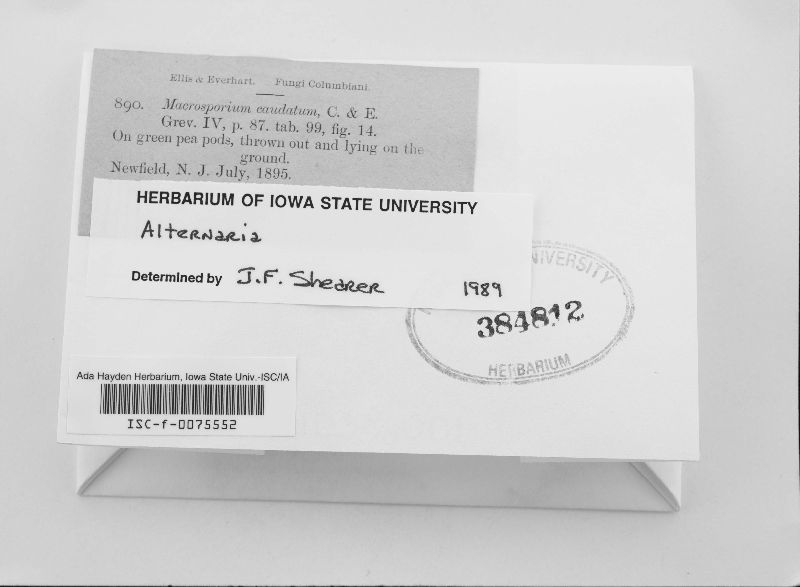 Ellis & Everhart. Fungi Columbiani.
890. Macrosporium caudatum, C. & E.
Grev. IV, p. 87. tab. 99, fig. 14.
On green pea pods, thrown out and lying on the
ground.
Newfield, N. J. July, 1895.
HERBARIUM OF IOWA STATE UNIVERSITY
Alternaria
Determined by J.F. Shearer 1989
UNIVERSITY
384812
HERBARIUM
Ada Hayden Herbarium, Iowa State Univ.-ISC/IA
ISC-f-0075552